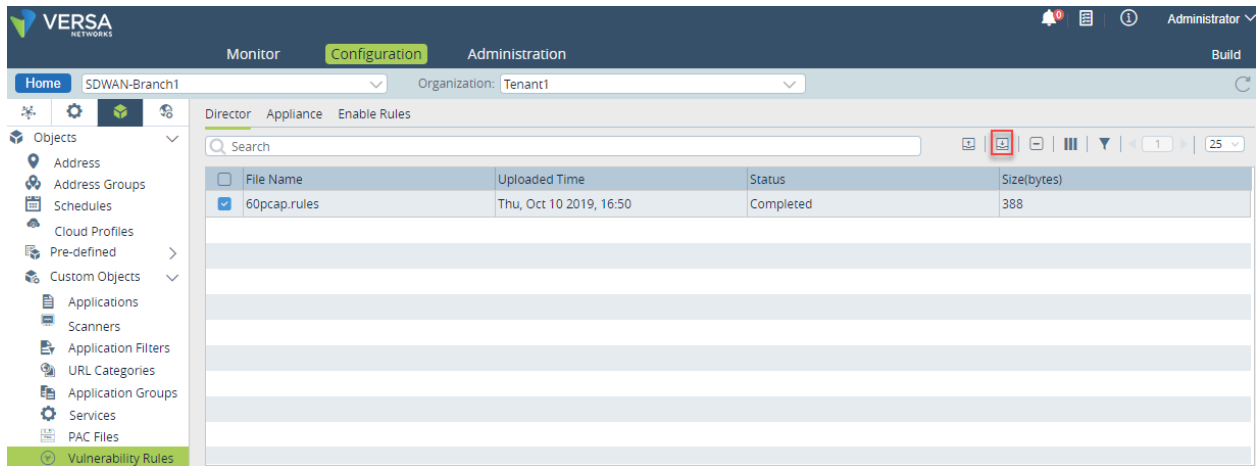 VERSA
NETWORKS
0
Administrator
Monitor Configuration Administration Build
Home SDWAN-Branch1 Organization: Tenant1
Director Appliance Enable Rules
Objects
Search
1 25
Address
Address Groups
File Name Uploaded Time Status Size(bytes)
Schedules
60pcap.rules Thu, Oct 10 2019, 16:50 Completed 388
Cloud Profiles
Pre-defined
Custom Objects
Applications
Scanners
Application Filters
URL Categories
Application Groups
Services
PAC Files
Vulnerability Rules